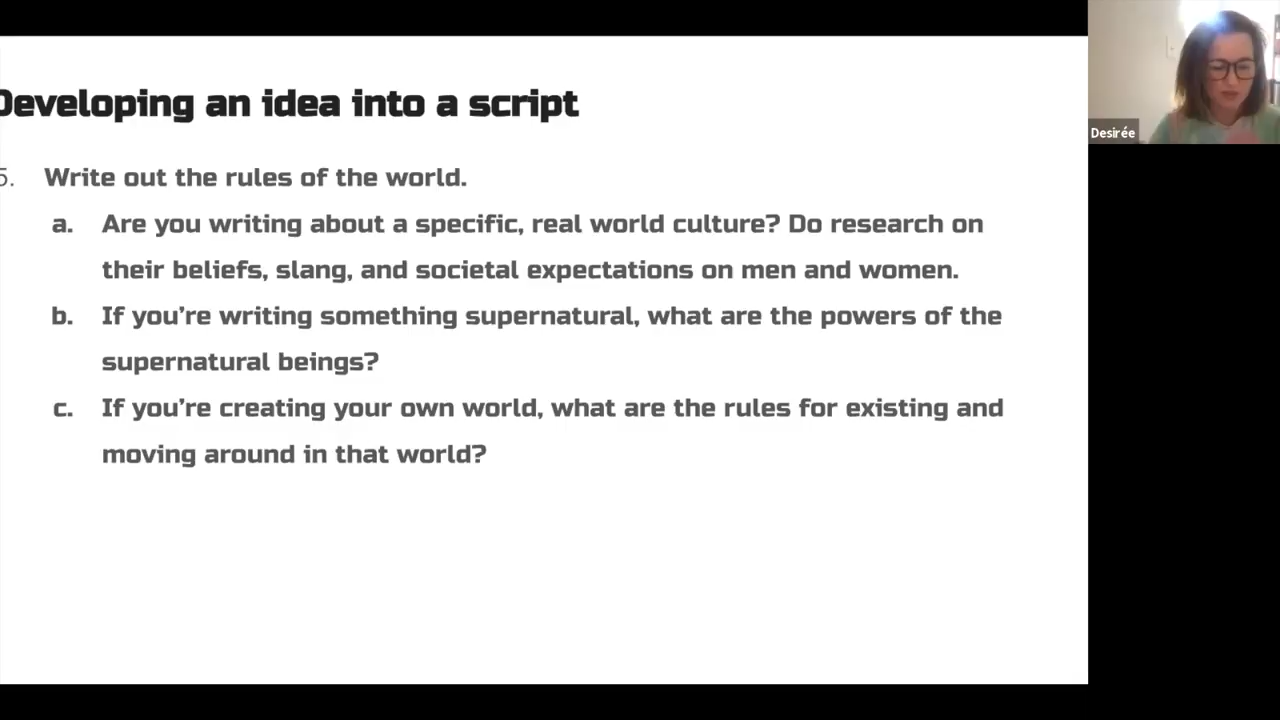 Developing an idea into a script
Desirée
5. Write out the rules of the world.
a. Are you writing about a specific, real world culture? Do research on
their beliefs, slang, and societal expectations on men and women.
b. If you’re writing something supernatural, what are the powers of the
supernatural beings?
c. If you’re creating your own world, what are the rules for existing and
moving around in that world?